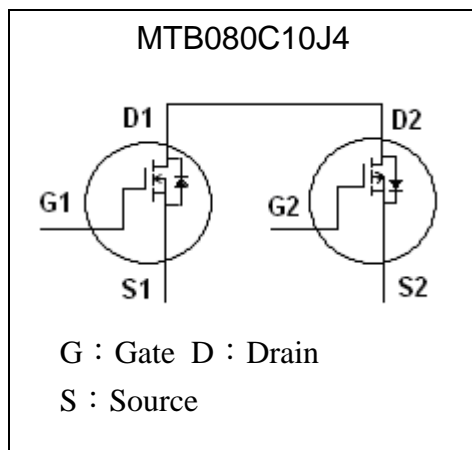 MTB080C10J4
D1 D2
G1 G2
S1 S2
G：Gate D：Drain
S：Source